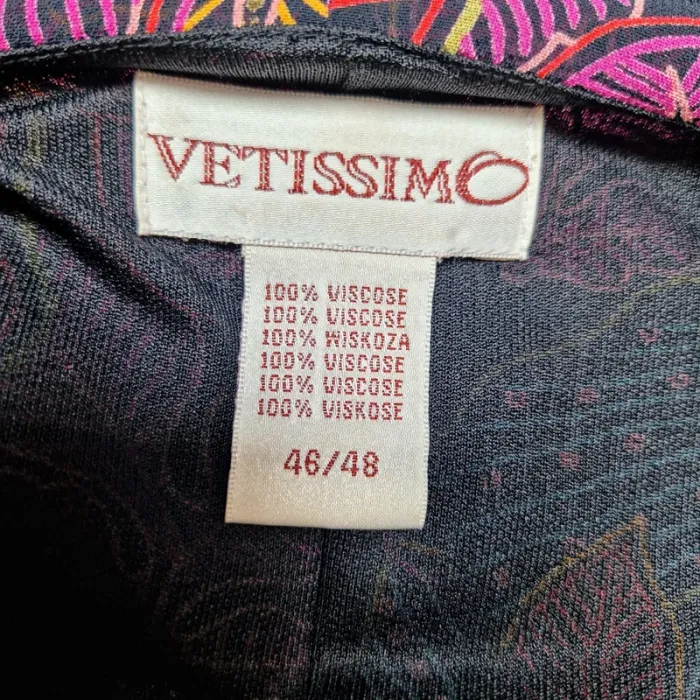 VETISSIMO
100% VISCOSE
100% VISCOSE
100% WISKOZA
100% VISCOSE
100% VISCOSE
100% VISKOSE
46/48